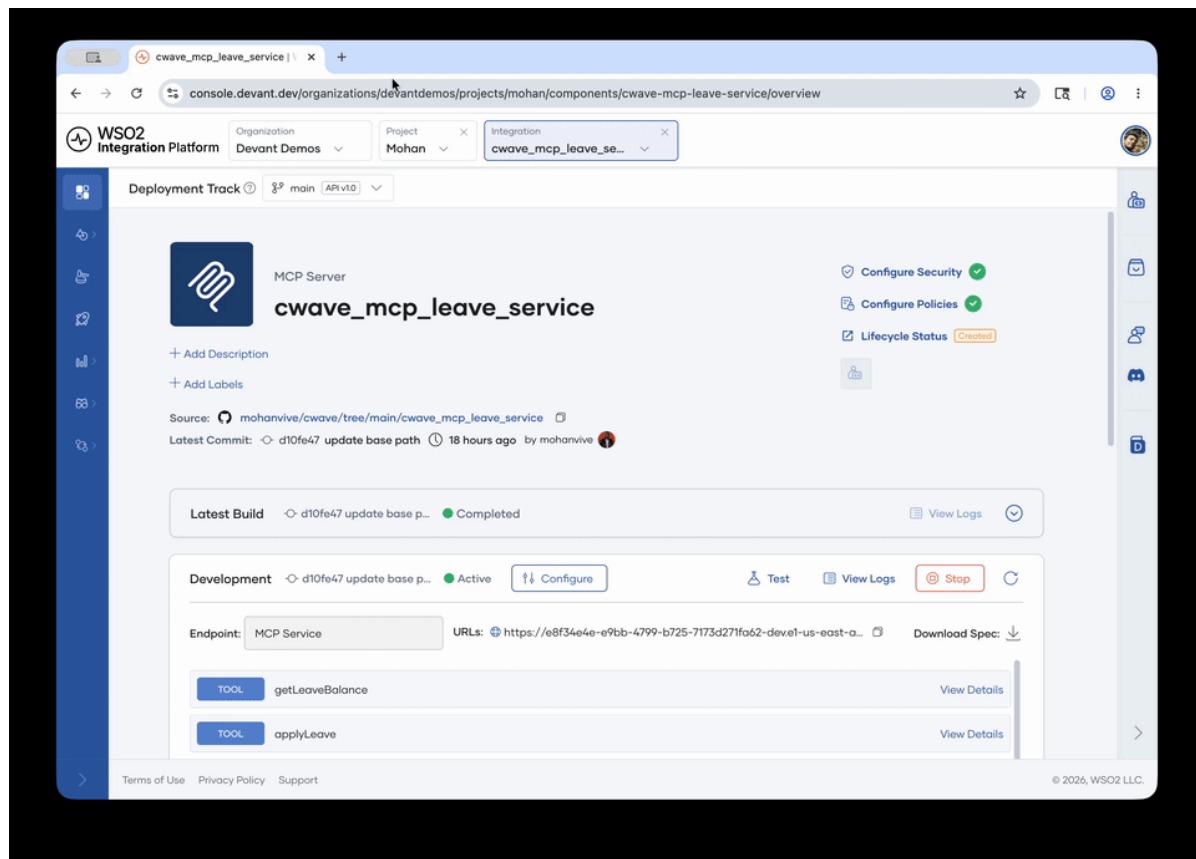 cwave_mcp_leave_service |
console.devant.dev/organizations/devantdemos/projects/mohan/components/cwave-mcp-leave-service/overview
WSO2
Integration Platform
Organization
Devant Demos
Project
Mohan
Integration
cwave_mcp_leave_se...
Deployment Track
main API v1.0
MCP Server
cwave_mcp_leave_service
Add Description
Add Labels
Source: mohanvive/cwave/tree/main/cwave_mcp_leave_service
Latest Commit: d10fe47 update base path 18 hours ago by mohanvive
Configure Security
Configure Policies
Lifecycle Status Created
Latest Build d10fe47 update base p... Completed View Logs
Development d10fe47 update base p... Active Configure Test View Logs Stop
Endpoint: MCP Service URLs: https://e8f34e4e-e9bb-4799-b725-7173d271fa62-dev.e1-us-east-a... Download Spec:
TOOL getLeaveBalance View Details
TOOL applyLeave View Details
Terms of Use Privacy Policy Support © 2026, WSO2 LLC.